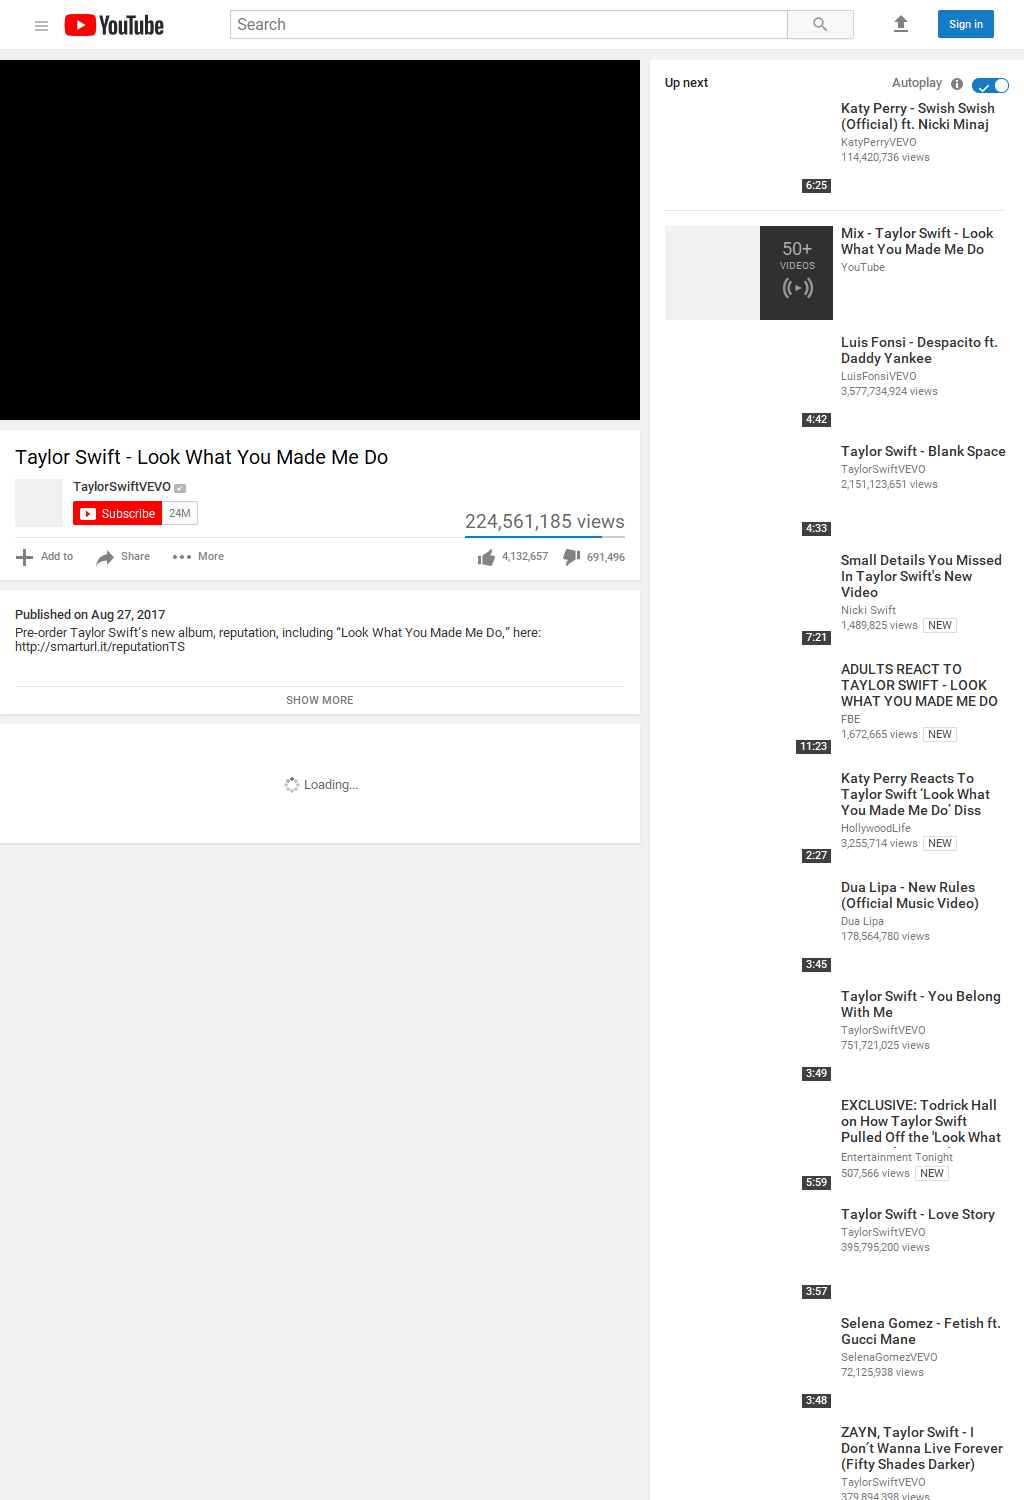 YouTube
Search
Sign in
Up next
Autoplay
Katy Perry - Swish Swish
(Official) ft. Nicki Minaj
KatyPerryVEVO
114,420,736 views
6:25
50+
VIDEOS
Mix - Taylor Swift - Look
What You Made Me Do
YouTube
Luis Fonsi - Despacito ft.
Daddy Yankee
LuisFonsiVEVO
3,577,734,924 views
4:42
Taylor Swift - Look What You Made Me Do
TaylorSwiftVEVO
Subscribe
24M
224,561,185 views
Add to
Share
More
4,132,657
691,496
Published on Aug 27, 2017
Pre-order Taylor Swift’s new album, reputation, including “Look What You Made Me Do,” here:
http://smarturl.it/reputationTS
SHOW MORE
Loading...
Taylor Swift - Blank Space
TaylorSwiftVEVO
2,151,123,651 views
4:33
Small Details You Missed
In Taylor Swift's New
Video
Nicki Swift
1,489,825 views NEW
7:21
ADULTS REACT TO
TAYLOR SWIFT - LOOK
WHAT YOU MADE ME DO
FBE
1,672,665 views NEW
11:23
Katy Perry Reacts To
Taylor Swift ‘Look What
You Made Me Do’ Diss
HollywoodLife
3,255,714 views NEW
2:27
Dua Lipa - New Rules
(Official Music Video)
Dua Lipa
178,564,780 views
3:45
Taylor Swift - You Belong
With Me
TaylorSwiftVEVO
751,721,025 views
3:49
EXCLUSIVE: Todrick Hall
on How Taylor Swift
Pulled Off the 'Look What
Entertainment Tonight
507,566 views NEW
5:59
Taylor Swift - Love Story
TaylorSwiftVEVO
395,795,200 views
3:57
Selena Gomez - Fetish ft.
Gucci Mane
SelenaGomezVEVO
72,125,938 views
3:48
ZAYN, Taylor Swift - I
Don’t Wanna Live Forever
(Fifty Shades Darker)
TaylorSwiftVEVO
379,894,398 views